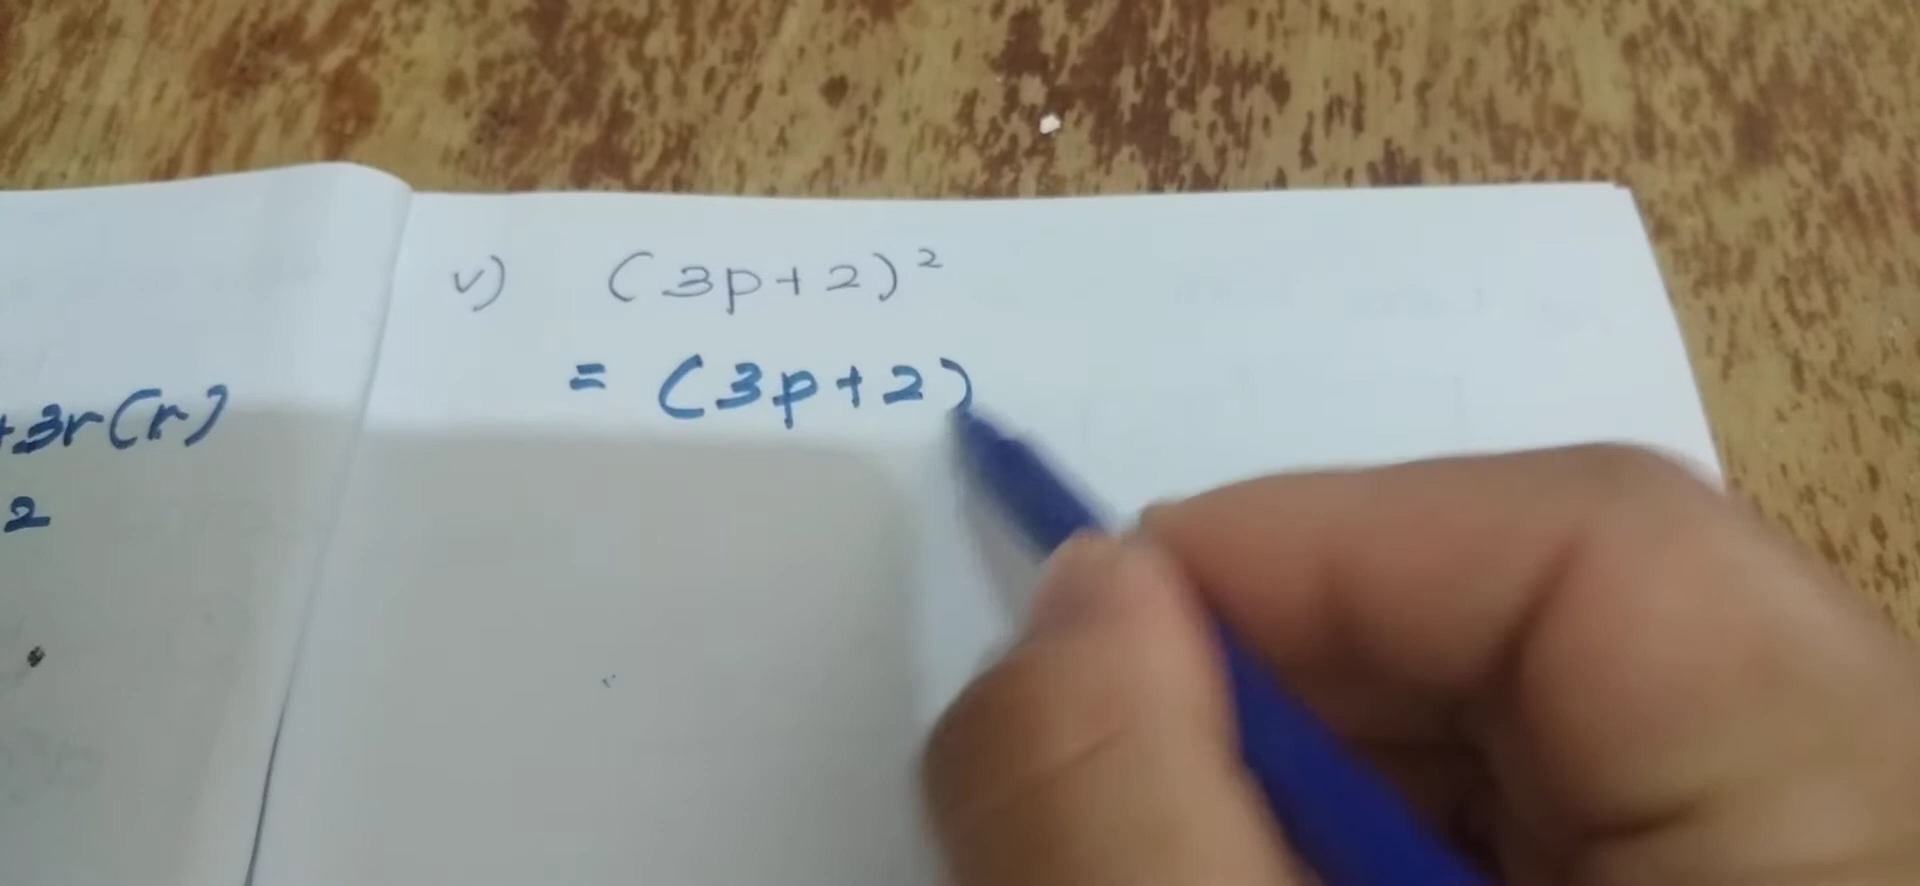 +3r(r)
2
v) (3p+2)²
= (3p+2)